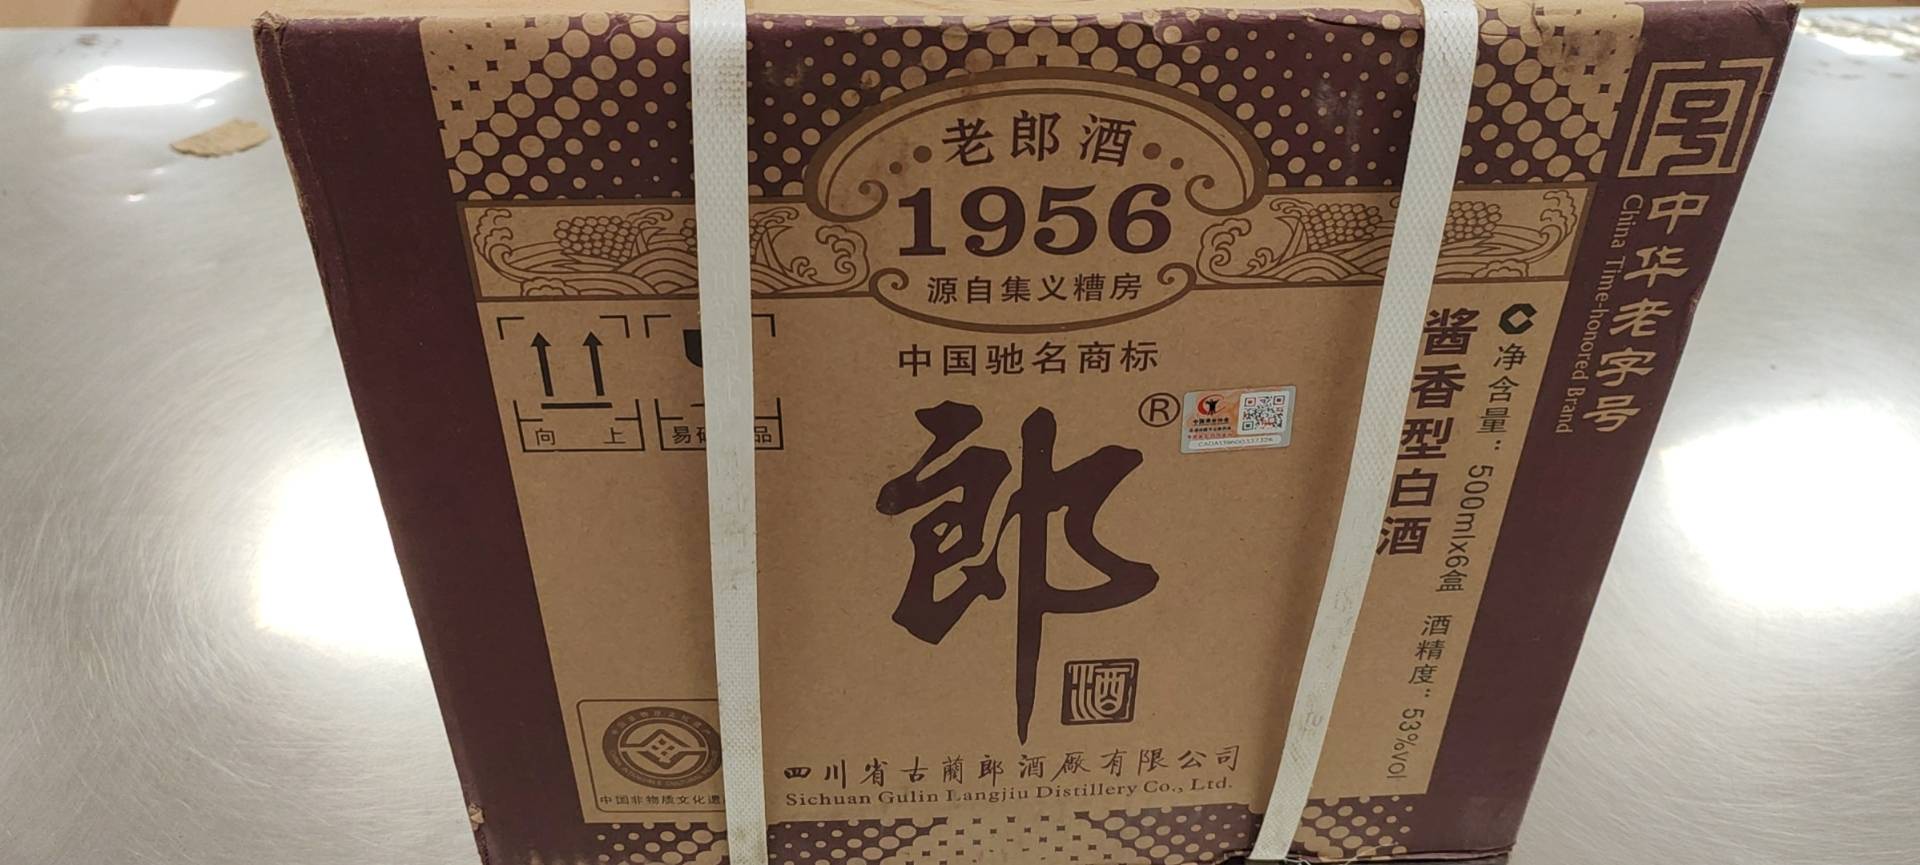 老郎酒
1956
源自集义糟房
中国驰名商标
郎
®
酒
向上
易 品
中国非物质文化遗
四川省古蔺郎酒厰有限公司
Sichuan Gulin Langjiu Distillery Co., Ltd.
酱香型白酒
净含量：500mlx6盒 酒精度：53%vol
中华老字号
China Time-honored Brand